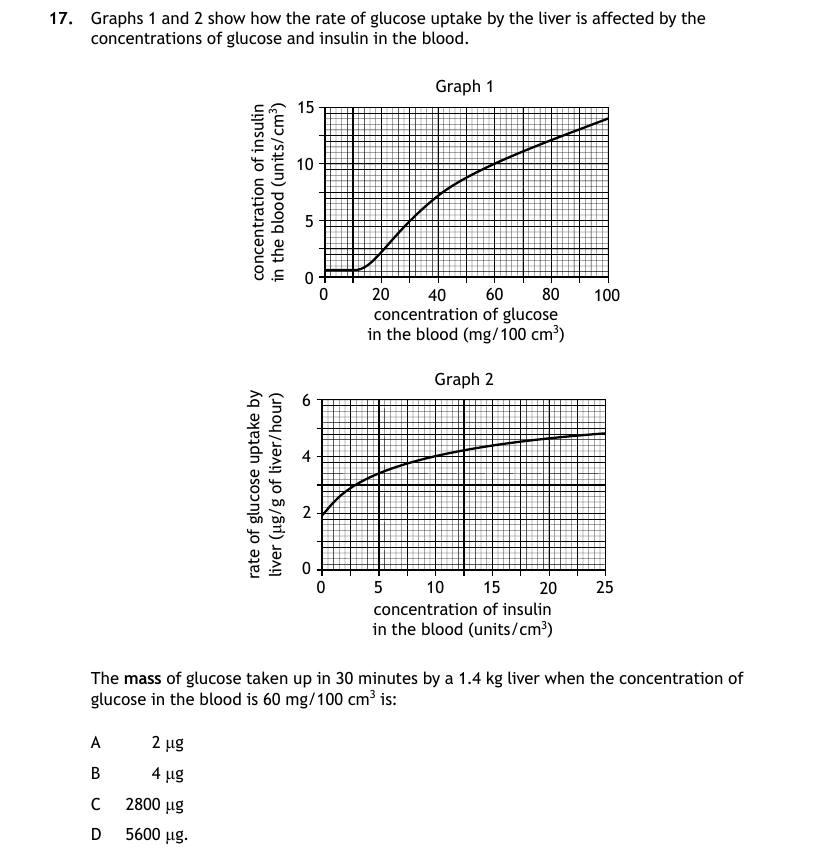 17. Graphs 1 and 2 show how the rate of glucose uptake by the liver is affected by the
concentrations of glucose and insulin in the blood.
Graph 1
concentration of insulin
in the blood (units/cm³)
15
10
5
0
0 20 40 60 80 100
concentration of glucose
in the blood (mg/100 cm³)
Graph 2
rate of glucose uptake by
liver (µg/g of liver/hour)
6
4
2
0
0 5 10 15 20 25
concentration of insulin
in the blood (units/cm³)
The mass of glucose taken up in 30 minutes by a 1.4 kg liver when the concentration of
glucose in the blood is 60 mg/100 cm³ is:
A 2 µg
B 4 µg
C 2800 µg
D 5600 µg.